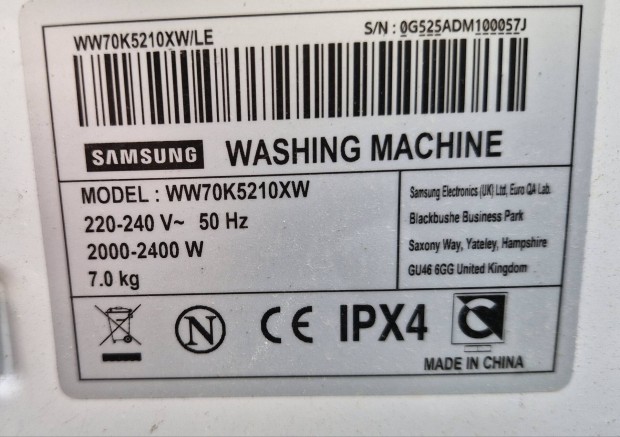 WW70K5210XW/LE
S/N : 0G525ADM100057J
SAMSUNG WASHING MACHINE
MODEL : WW70K5210XW
220-240 V~ 50 Hz
2000-2400 W
7.0 kg
Samsung Electronics (UK) Ltd, Euro QA Lab.
Blackbushe Business Park
Saxony Way, Yateley, Hampshire
GU46 6GG United Kingdom
N CE IPX4
MADE IN CHINA